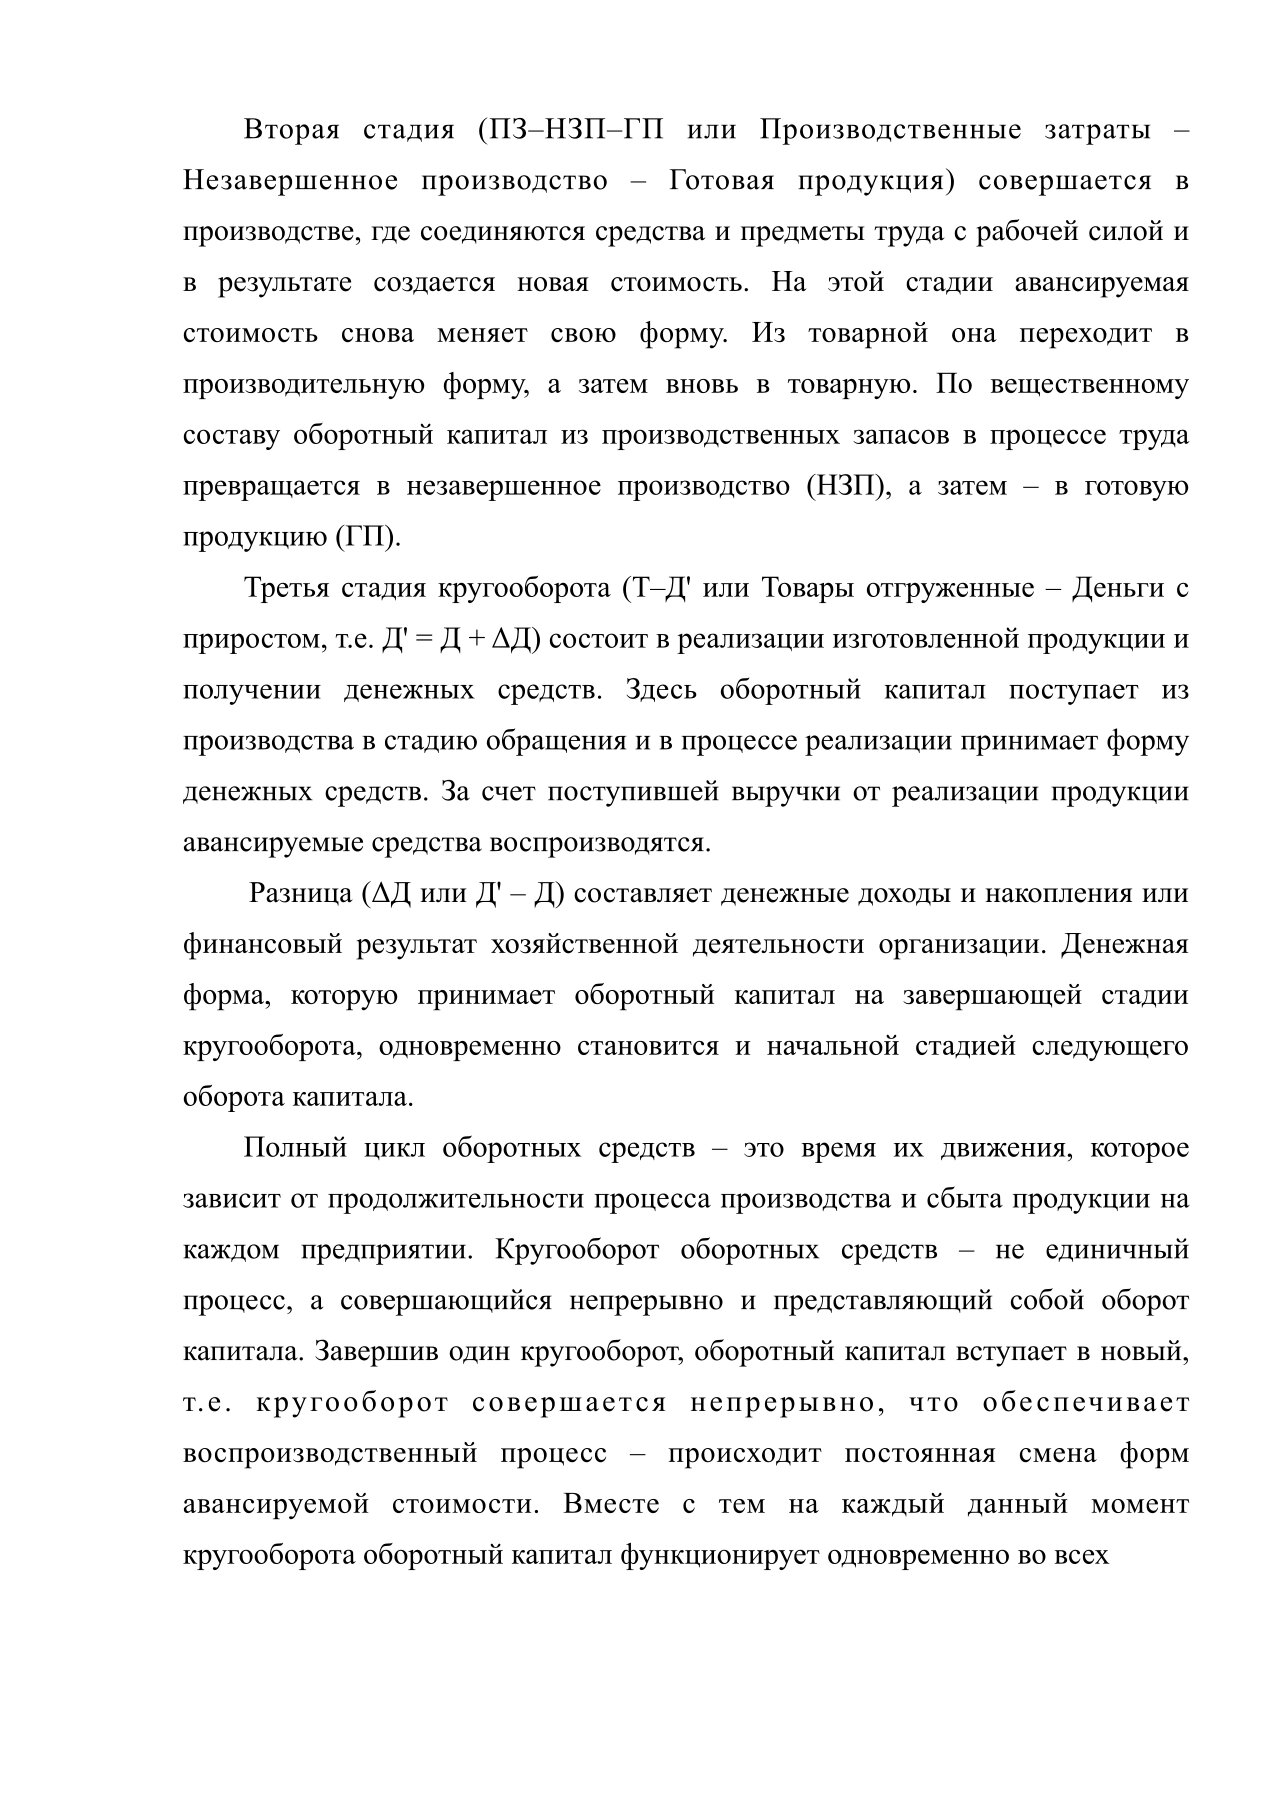 Вторая стадия (ПЗ–НЗП–ГП или Производственные затраты –
Незавершенное производство – Готовая продукция) совершается в
производстве, где соединяются средства и предметы труда с рабочей силой и
в результате создается новая стоимость. На этой стадии авансируемая
стоимость снова меняет свою форму. Из товарной она переходит в
производительную форму, а затем вновь в товарную. По вещественному
составу оборотный капитал из производственных запасов в процессе труда
превращается в незавершенное производство (НЗП), а затем – в готовую
продукцию (ГП).
Третья стадия кругооборота (Т–Д' или Товары отгруженные – Деньги с
приростом, т.е. Д' = Д + ΔД) состоит в реализации изготовленной продукции и
получении денежных средств. Здесь оборотный капитал поступает из
производства в стадию обращения и в процессе реализации принимает форму
денежных средств. За счет поступившей выручки от реализации продукции
авансируемые средства воспроизводятся.
Разница (ΔД или Д' – Д) составляет денежные доходы и накопления или
финансовый результат хозяйственной деятельности организации. Денежная
форма, которую принимает оборотный капитал на завершающей стадии
кругооборота, одновременно становится и начальной стадией следующего
оборота капитала.
Полный цикл оборотных средств – это время их движения, которое
зависит от продолжительности процесса производства и сбыта продукции на
каждом предприятии. Кругооборот оборотных средств – не единичный
процесс, а совершающийся непрерывно и представляющий собой оборот
капитала. Завершив один кругооборот, оборотный капитал вступает в новый,
т.е. кругооборот совершается непрерывно, что обеспечивает
воспроизводственный процесс – происходит постоянная смена форм
авансируемой стоимости. Вместе с тем на каждый данный момент
кругооборота оборотный капитал функционирует одновременно во всех